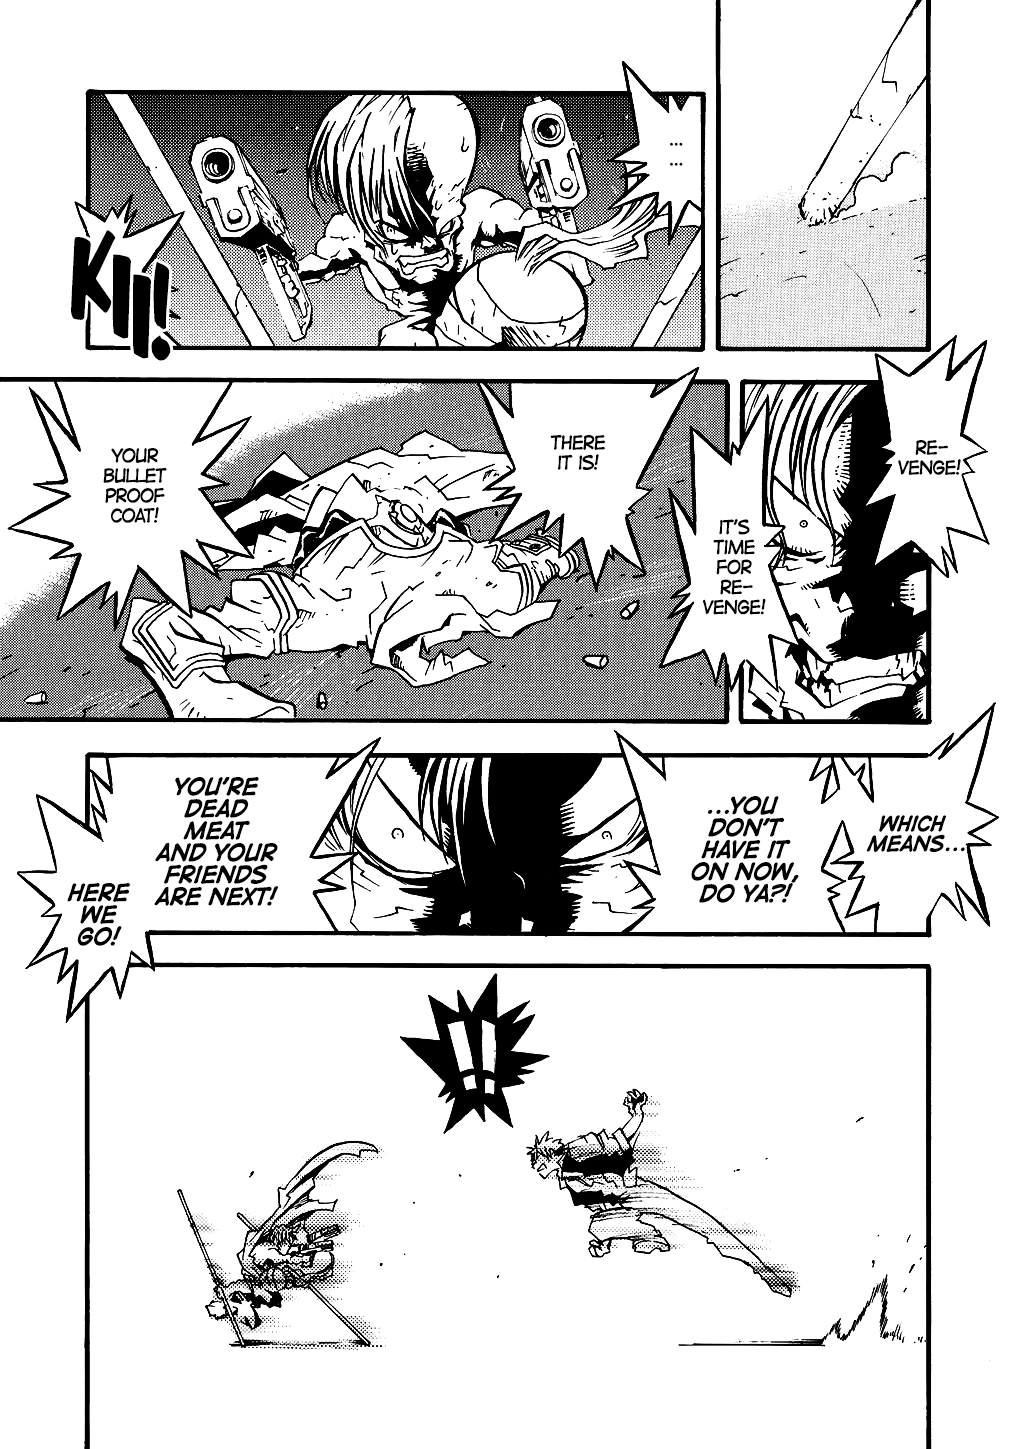 ...
...
KILL!
RE-
VENGE!
IT'S
TIME
FOR
RE-
VENGE!
THERE
IT IS!
YOUR
BULLET
PROOF
COAT!
WHICH
MEANS...
...YOU
DON'T
HAVE IT
ON NOW,
DO YA?!
YOU'RE
DEAD
MEAT
AND YOUR
FRIENDS
ARE NEXT!
HERE
WE
GO!
!!